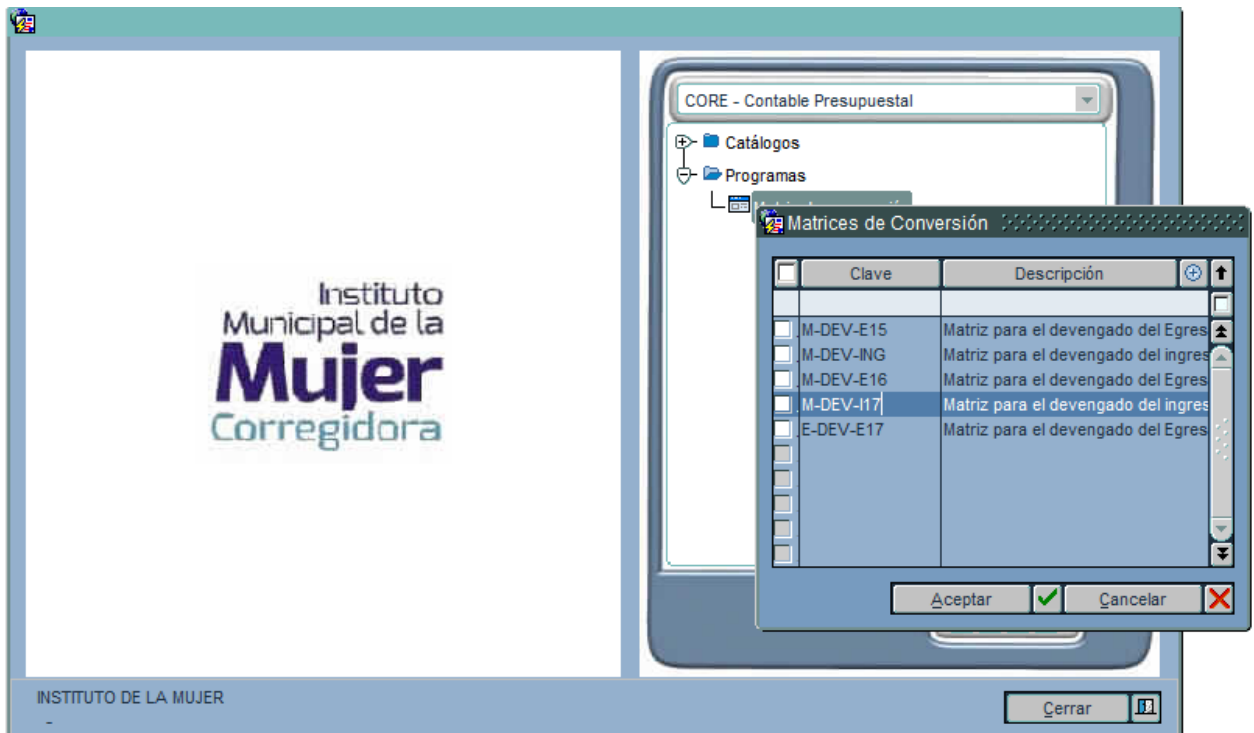 CORE - Contable Presupuestal
Catálogos
Programas
Matrices de Conversión
Clave Descripción
M-DEV-E15 Matriz para el devengado del Egres
M-DEV-ING Matriz para el devengado del ingres
M-DEV-E16 Matriz para el devengado del Egres
M-DEV-I17 Matriz para el devengado del ingres
E-DEV-E17 Matriz para el devengado del Egres
Aceptar Cancelar
Instituto
Municipal de la
Mujer
Corregidora
INSTITUTO DE LA MUJER
-
Cerrar